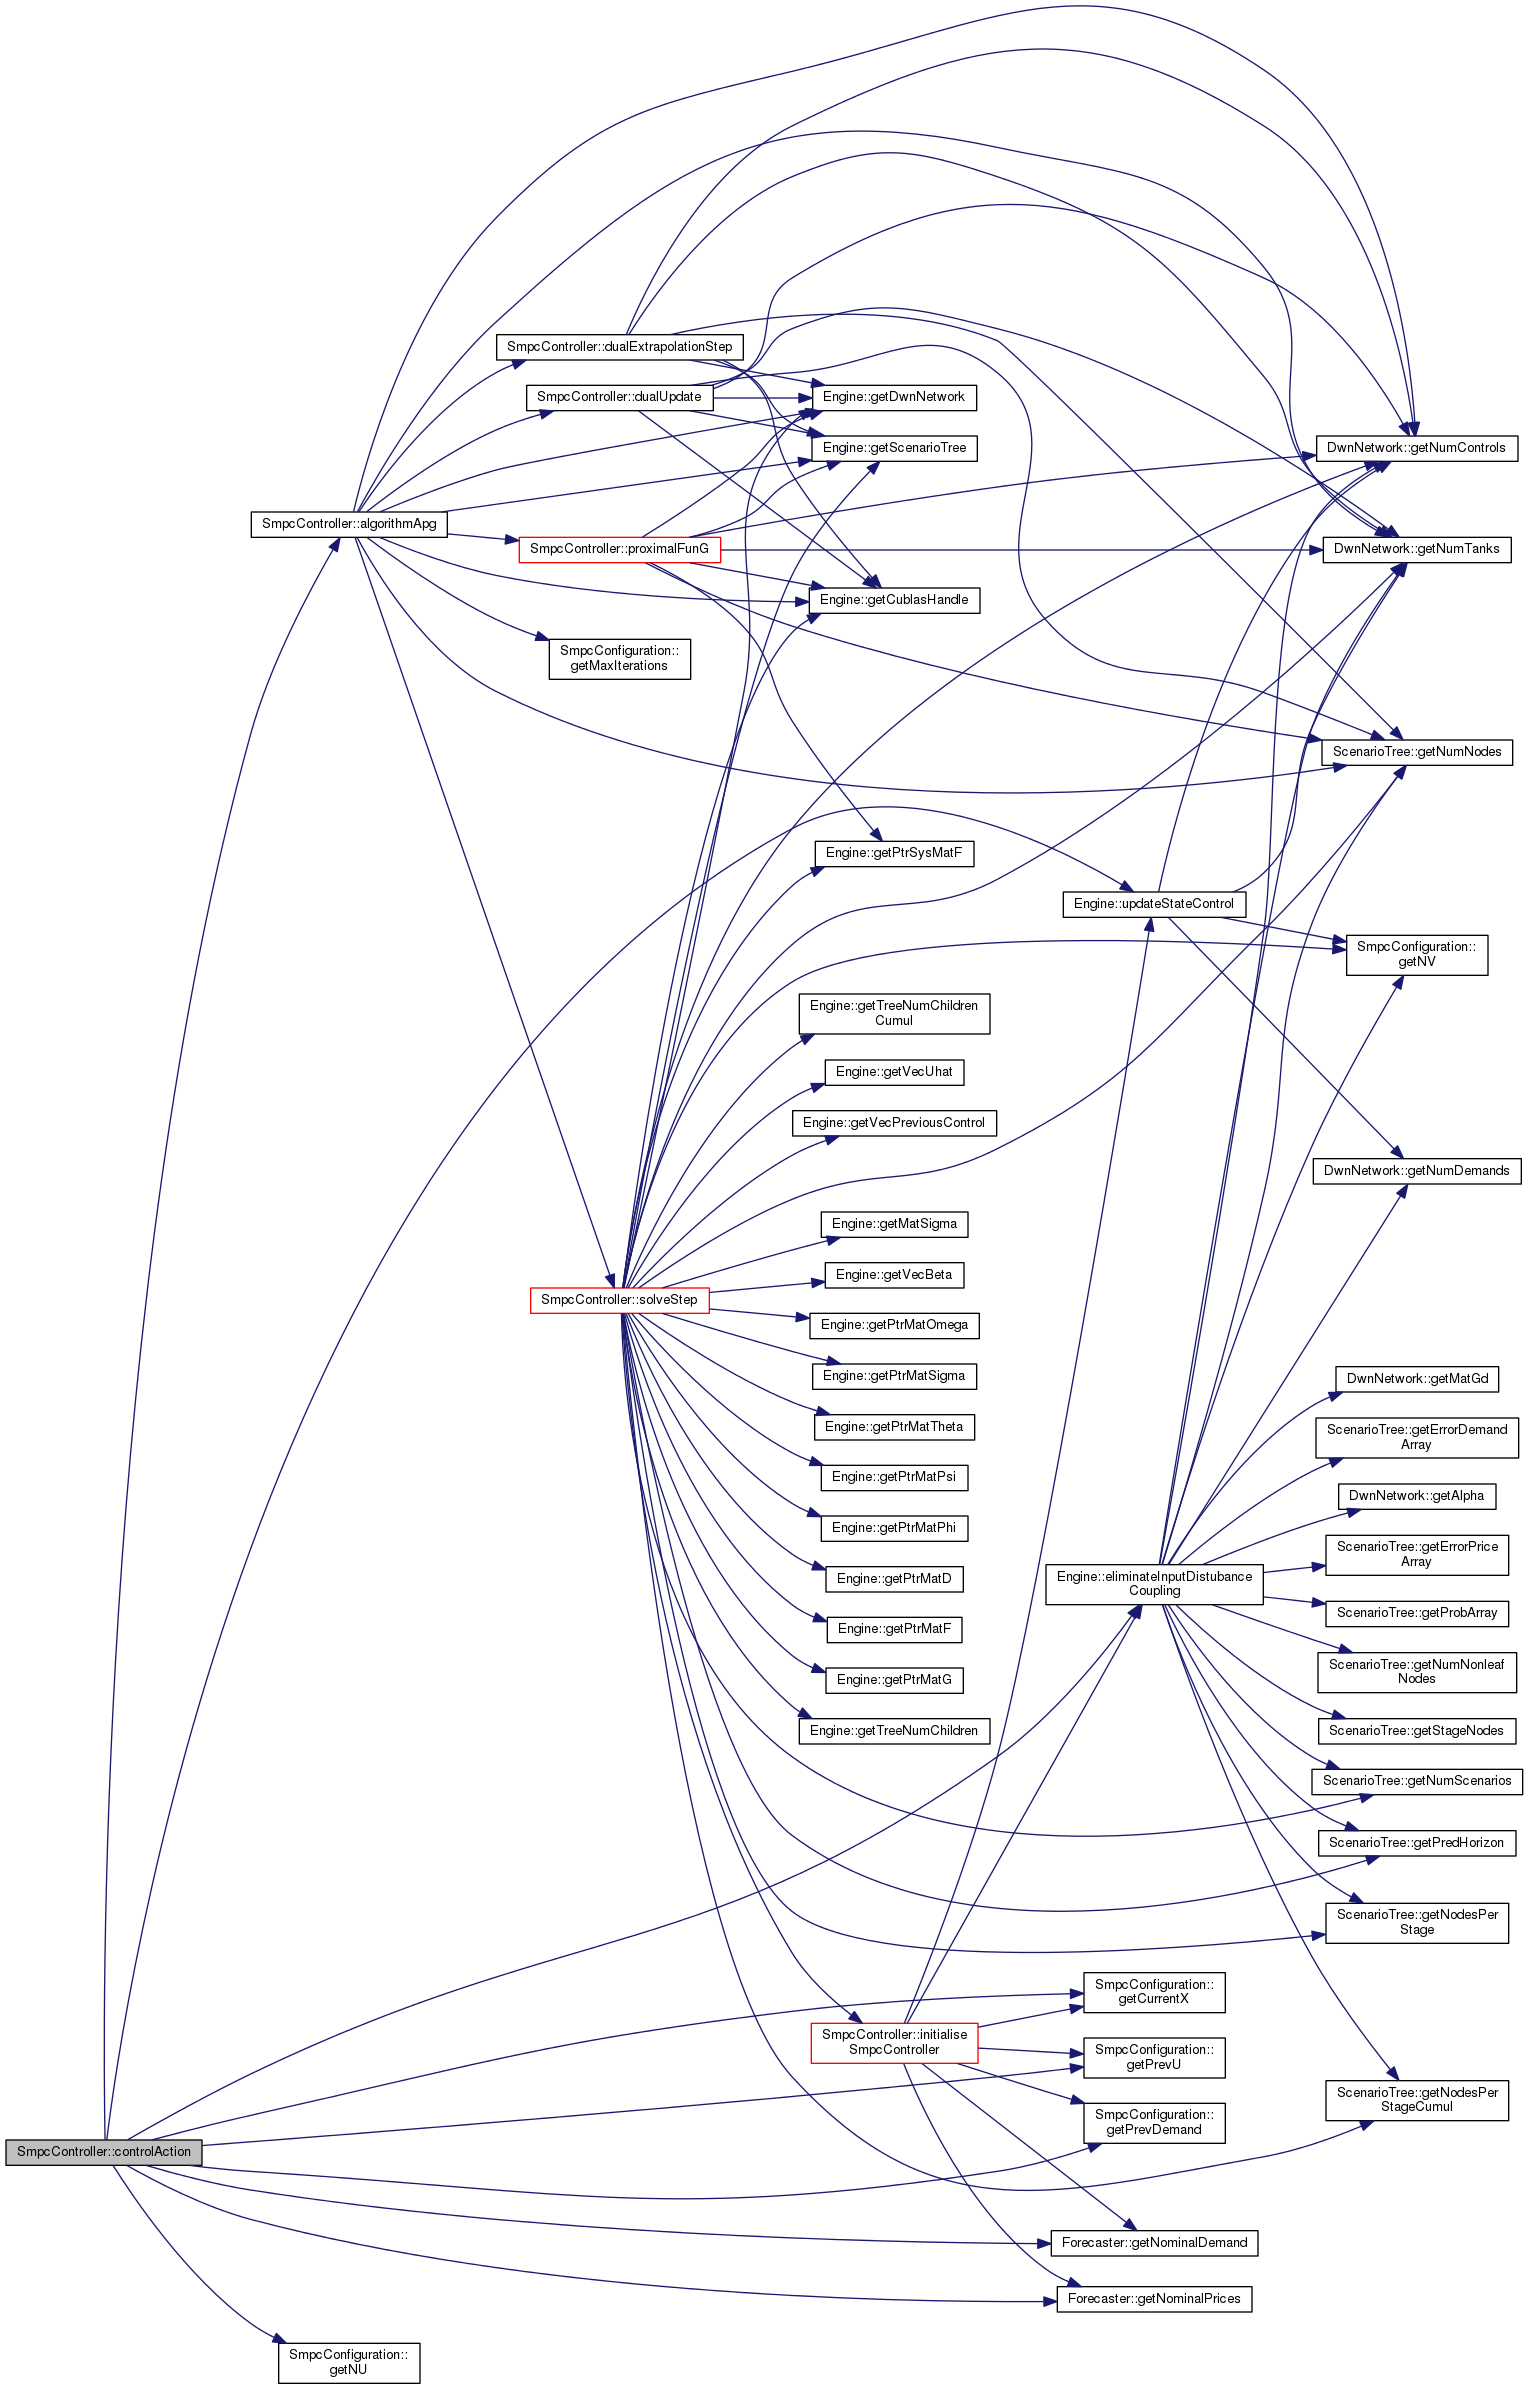 SmpcController::dualExtrapolationStep
SmpcController::dualUpdate
Engine::getDwnNetwork
Engine::getScenarioTree
DwnNetwork::getNumControls
SmpcController::algorithmApg
SmpcController::proximalFunG
DwnNetwork::getNumTanks
Engine::getCublasHandle
SmpcConfiguration::
getMaxIterations
ScenarioTree::getNumNodes
Engine::getPtrSysMatF
Engine::updateStateControl
SmpcConfiguration::
getNV
Engine::getTreeNumChildren
Cumul
Engine::getVecUhat
Engine::getVecPreviousControl
DwnNetwork::getNumDemands
Engine::getMatSigma
Engine::getVecBeta
SmpcController::solveStep
Engine::getPtrMatOmega
Engine::getPtrMatSigma
DwnNetwork::getMatGd
Engine::getPtrMatTheta
ScenarioTree::getErrorDemand
Array
Engine::getPtrMatPsi
DwnNetwork::getAlpha
Engine::getPtrMatPhi
ScenarioTree::getErrorPrice
Array
Engine::getPtrMatD
Engine::eliminateInputDistubance
Coupling
ScenarioTree::getProbArray
Engine::getPtrMatF
ScenarioTree::getNumNonleaf
Nodes
Engine::getPtrMatG
Engine::getTreeNumChildren
ScenarioTree::getStageNodes
ScenarioTree::getNumScenarios
ScenarioTree::getPredHorizon
ScenarioTree::getNodesPer
Stage
SmpcConfiguration::
getCurrentX
SmpcController::initialise
SmpcController
SmpcConfiguration::
getPrevU
ScenarioTree::getNodesPer
StageCumul
SmpcConfiguration::
getPrevDemand
SmpcController::controlAction
Forecaster::getNominalDemand
Forecaster::getNominalPrices
SmpcConfiguration::
getNU